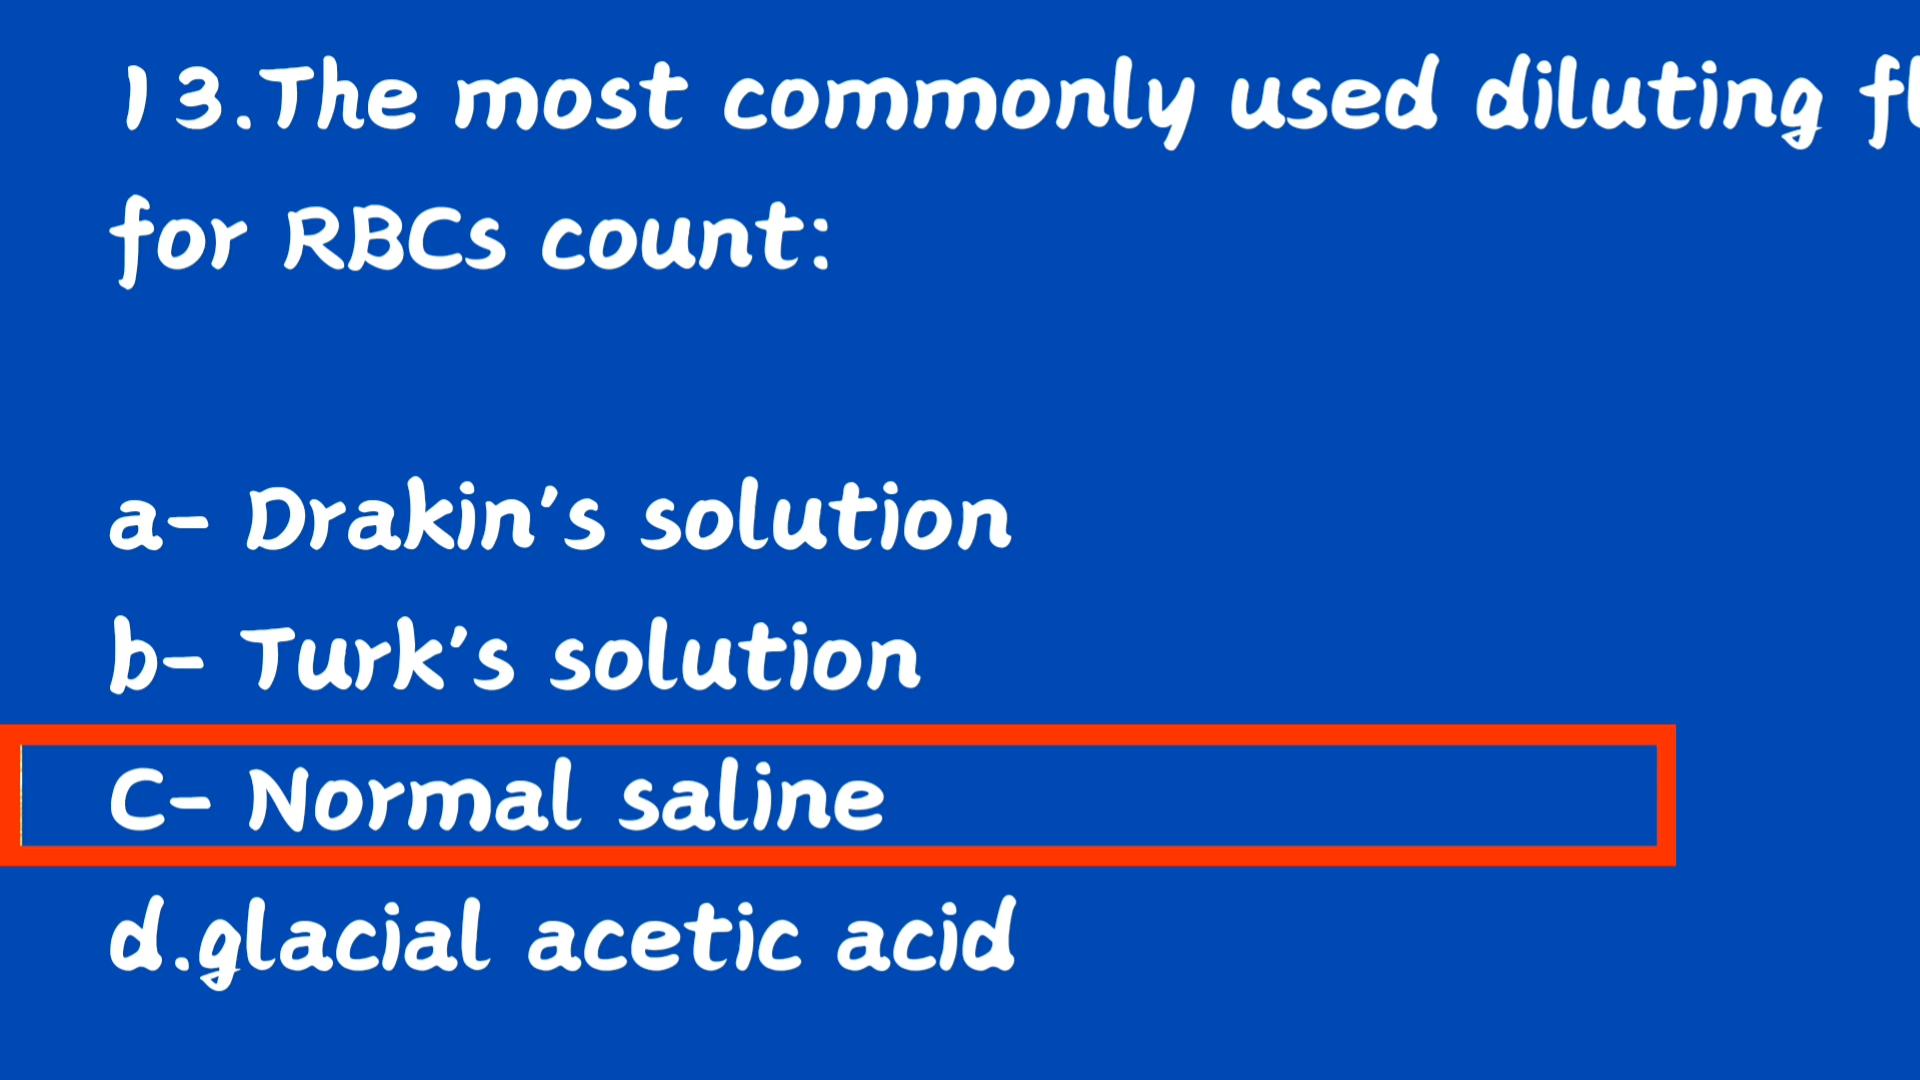 13.The most commonly used diluting
for RBCs count:
a- Drakin's solution
b- Turk's solution
C- Normal saline
d.glacial acetic acid